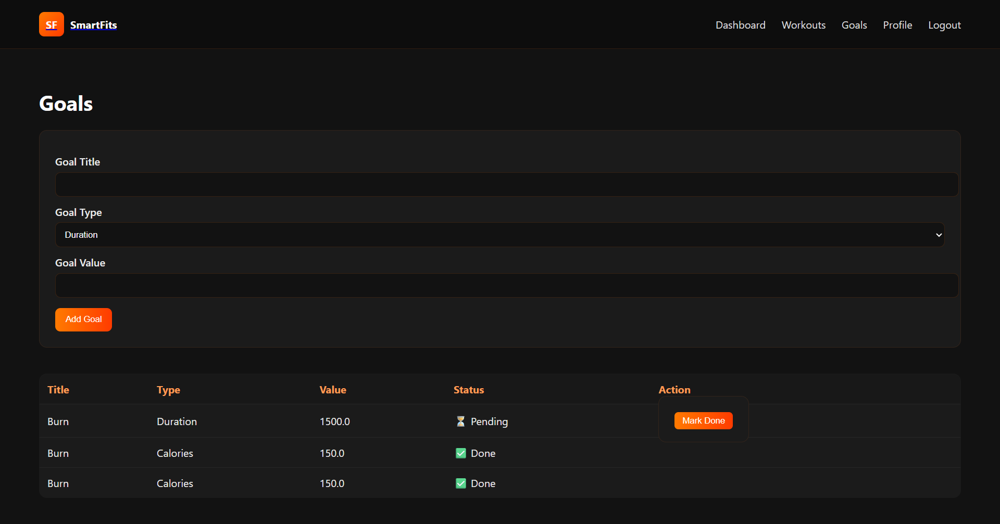 SF SmartFits Dashboard Workouts Goals Profile Logout
Goals
Goal Title
Goal Type
Duration
Goal Value
Add Goal
Title Type Value Status Action
Burn Duration 1500.0 ⏳ Pending Mark Done
Burn Calories 150.0 ✅ Done
Burn Calories 150.0 ✅ Done